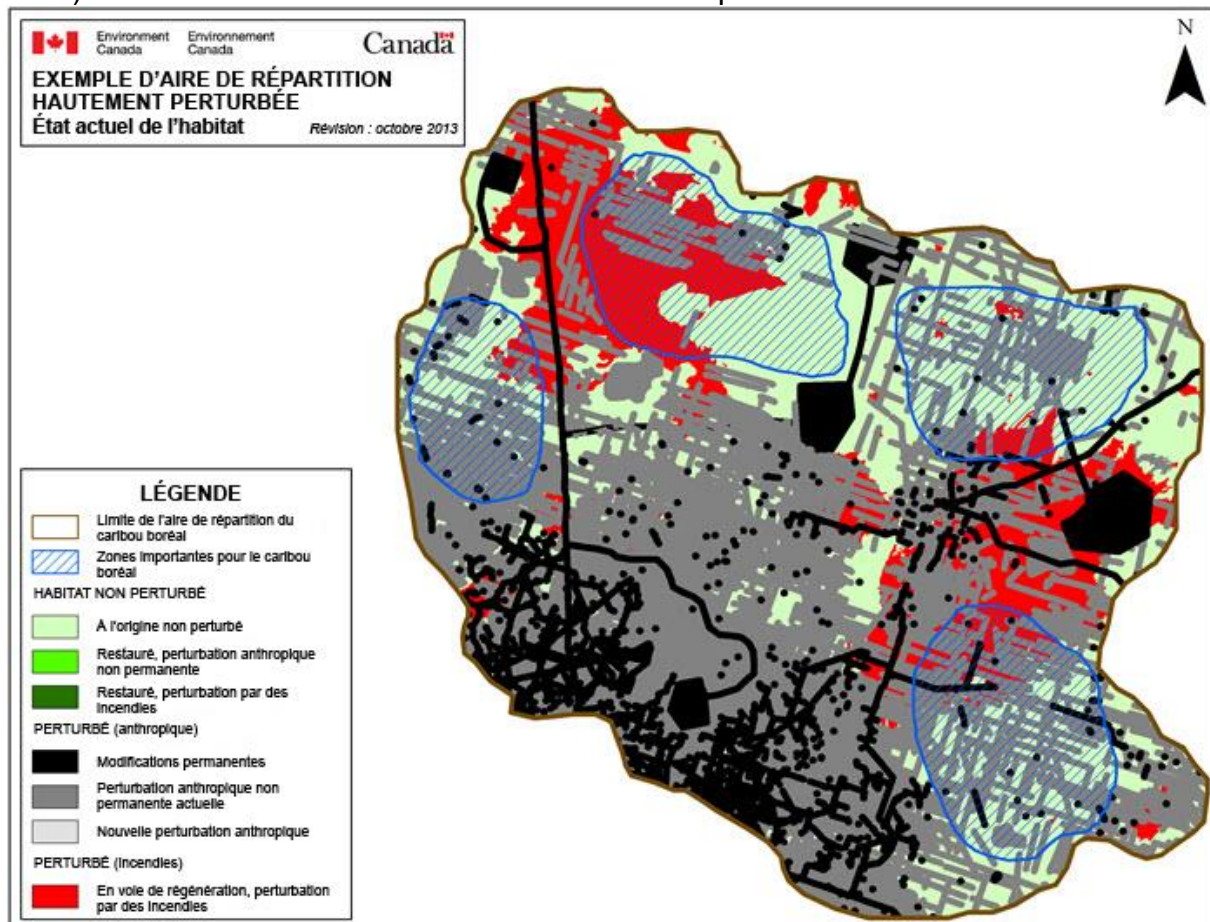 Environment Environnement
Canada Canada
Canada
EXEMPLE D'AIRE DE RÉPARTITION
HAUTEMENT PERTURBÉE
État actuel de l'habitat Révision : octobre 2013
N
LÉGENDE
Limite de l'aire de répartition du
caribou boréal
Zones importantes pour le caribou
boréal
HABITAT NON PERTURBÉ
À l'origine non perturbé
Restauré, perturbation anthropique
non permanente
Restauré, perturbation par des
incendies
PERTURBÉ (anthropique)
Modifications permanentes
Perturbation anthropique non
permanente actuelle
Nouvelle perturbation anthropique
PERTURBÉ (incendies)
En voie de régénération, perturbation
par des incendies